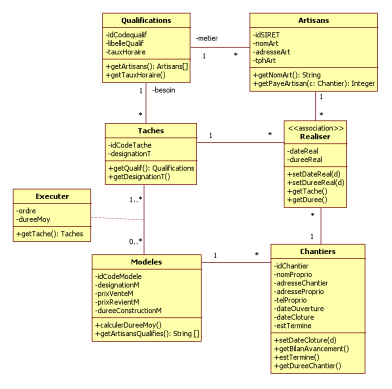 Qualifications
-idCodequalif
-libelleQualif
-tauxHoraire
+getArtisans(): Artisans[]
+getTauxHoraire()
-metier
1
*
Artisans
-idSIRET
-nomArt
-adresseArt
-tphArt
+getNomArt(): String
+getPayeArtisan(c: Chantier): Integer
1
-besoin
*
1
*
Taches
-idCodeTache
-designationT
+getQualif(): Qualifications
+getDesignationT()
1
*
<<association>>
Realiser
-dateReal
-dureeReal
+setDateReal(d)
+setDureeReal(d)
+getTache()
+getDuree()
Executer
-ordre
-dureeMoy
+getTache(): Taches
1..*
0..*
*
1
Modeles
-idCodeModele
-designationM
-prixVenteM
-prixRevientM
-dureeConstructionM
+calculerDureeMoy()
+getArtisansQualifies(): String []
1
*
Chantiers
-idChantier
-nomProprio
-adresseChantier
-adresseProprio
-telProprio
-dateOuverture
-dateCloture
-estTermine
+setDateCloture(d)
+getBilanAvancement()
+estTermine()
+getDureeChantier()